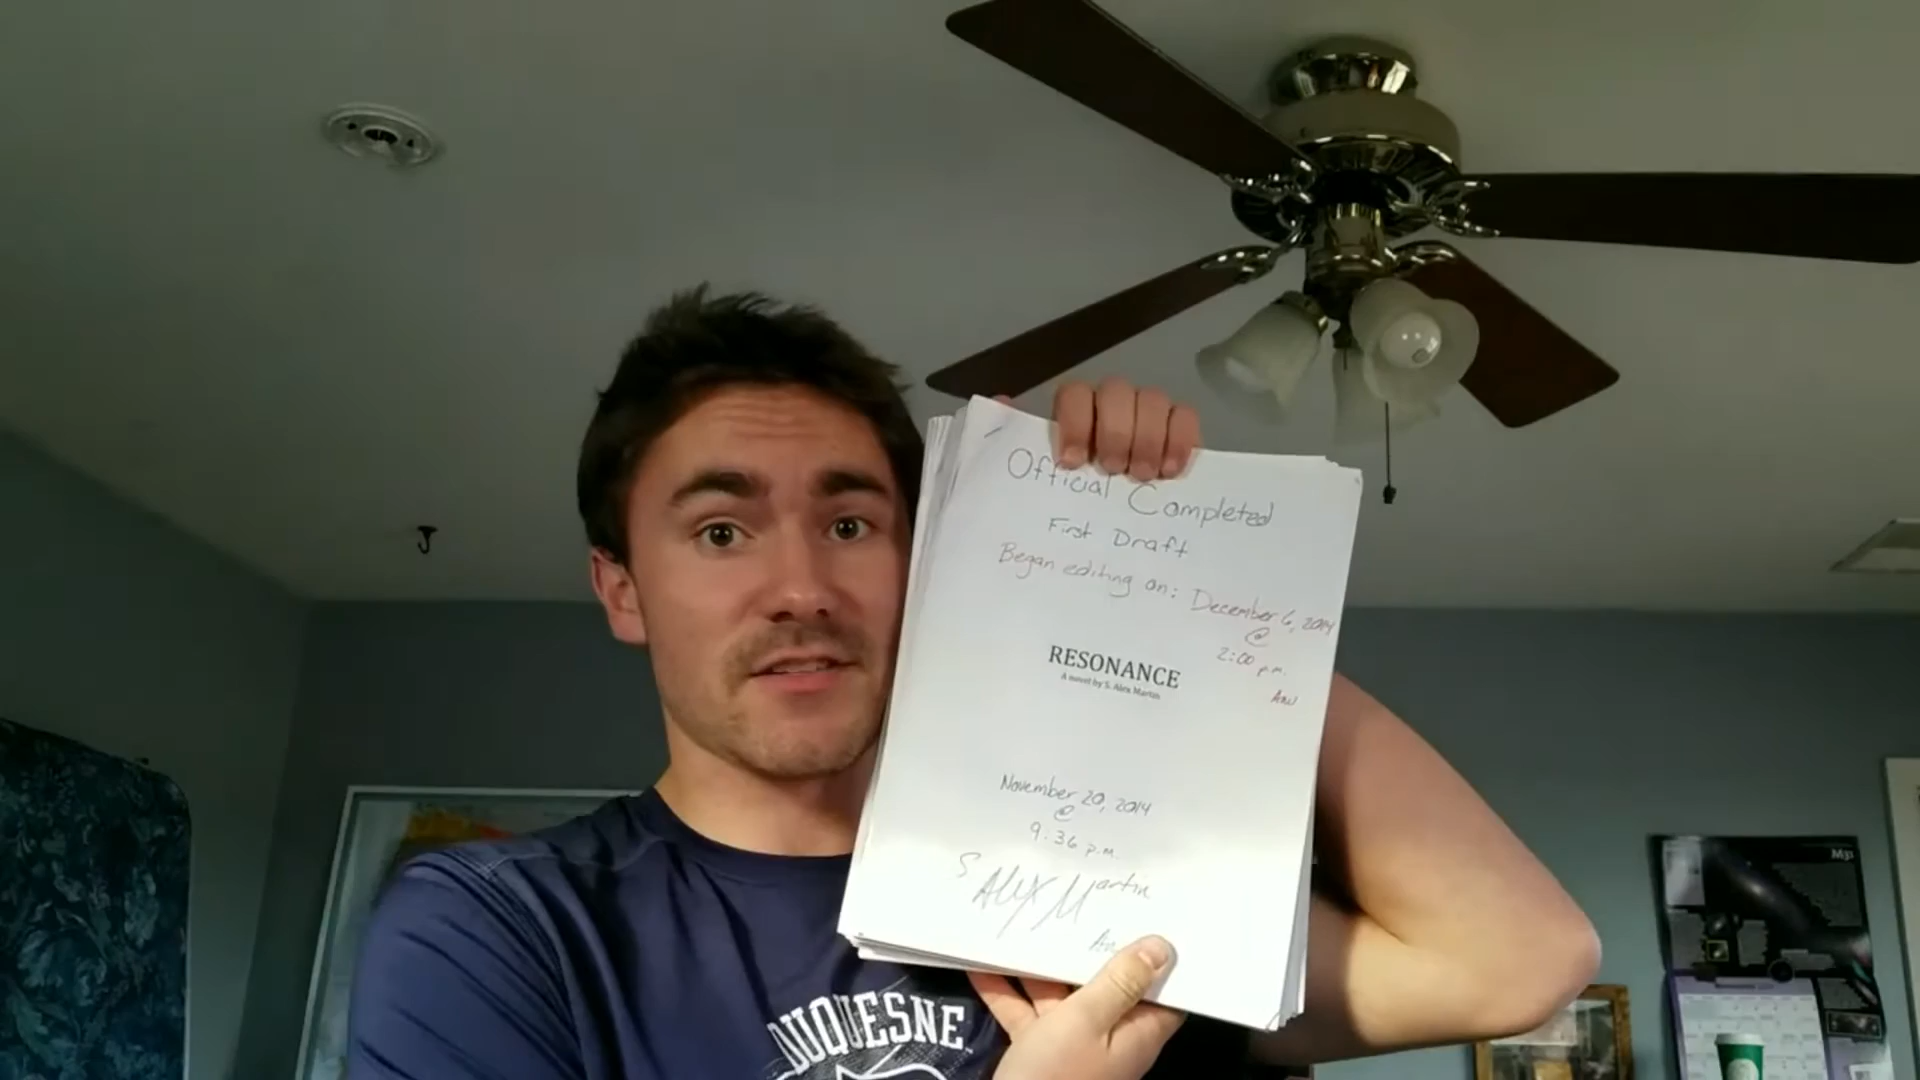 Official Completed
First Draft
Began editing on: December 6, 2014
@
2:00 p.m.
RESONANCE
A novel by S. Alex Martin
November 20, 2014
@
9:36 p.m.
S Alex Martin
DUQUESNE
M31